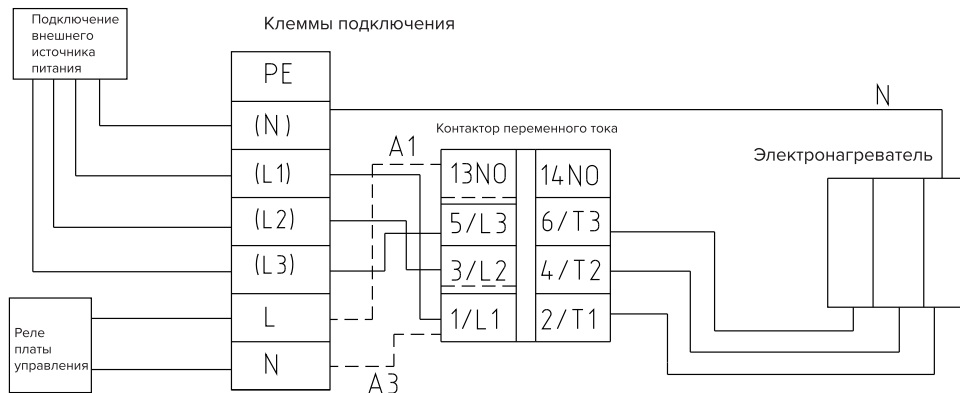 Подключение
внешнего
источника
питания
Клеммы подключения
PE
(N)
(L1)
(L2)
(L3)
L
N
Реле
платы
управления
A1
A3
Контактор переменного тока
13NO
14NO
5/L3
6/T3
3/L2
4/T2
1/L1
2/T1
N
Электронагреватель